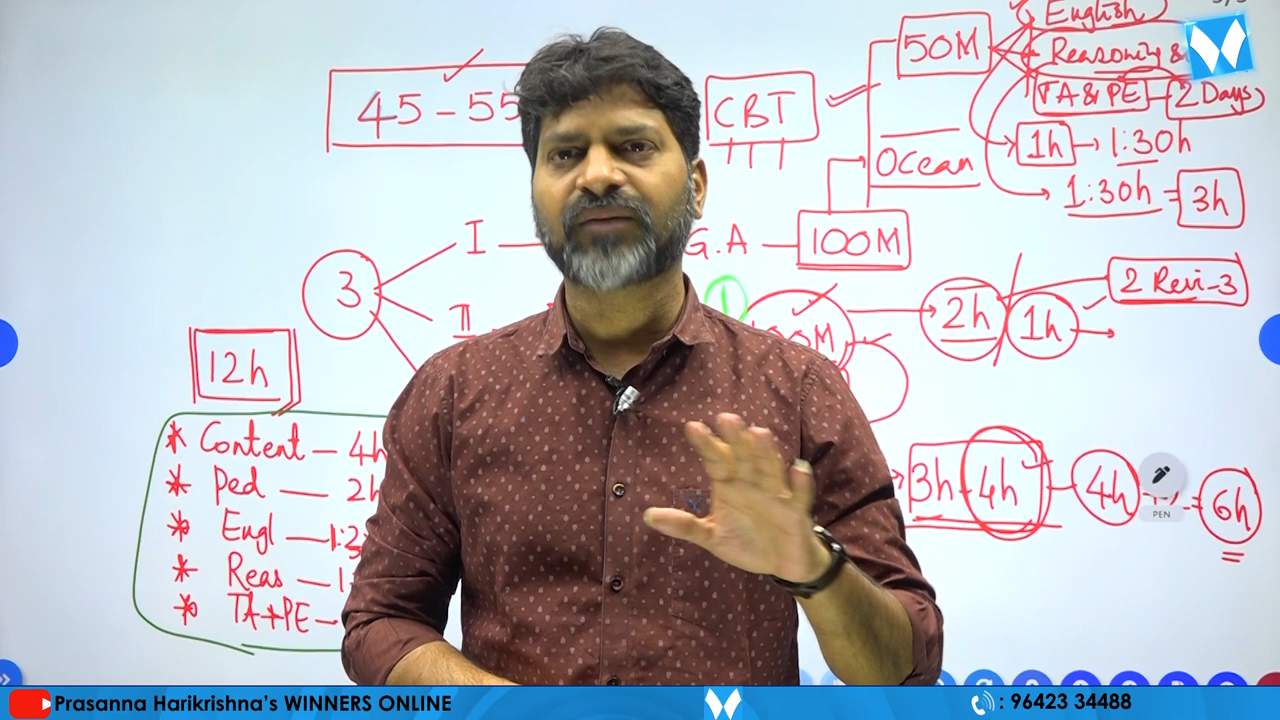 English
50M
Reasoning &
45 - 55
CBT
TA & PE - 2 Days
1h → 1:30h
Ocean
1:30h = 3h
I
G.A - 100M
3
2 Revi-3
II
2h
1h
12h
* Content - 4h
3h - 4h
4h
6h
* Ped - 2h
PEN
* Engl - 1:3
* Reas - 1
* TA+PE -
Prasanna Harikrishna's WINNERS ONLINE
: 96423 34488